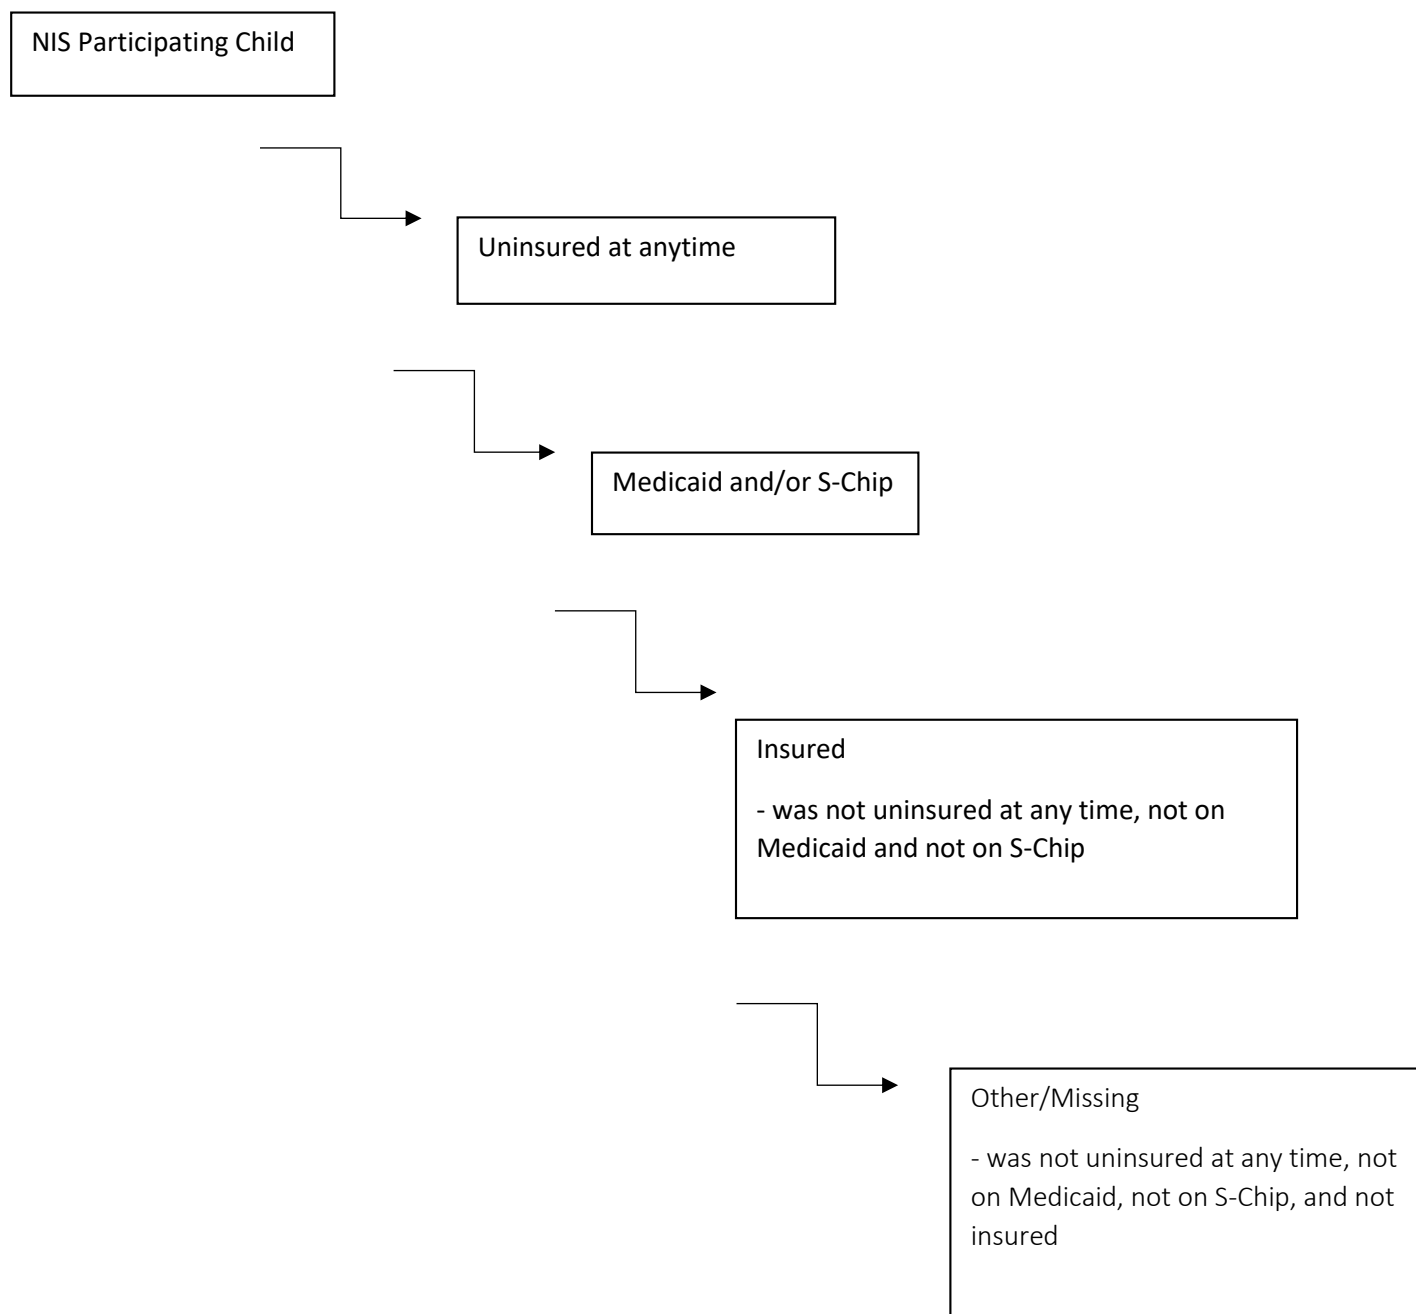 NIS Participating Child
Uninsured at anytime
Medicaid and/or S-Chip
Insured
- was not uninsured at any time, not on
Medicaid and not on S-Chip
Other/Missing
- was not uninsured at any time, not
on Medicaid, not on S-Chip, and not
insured